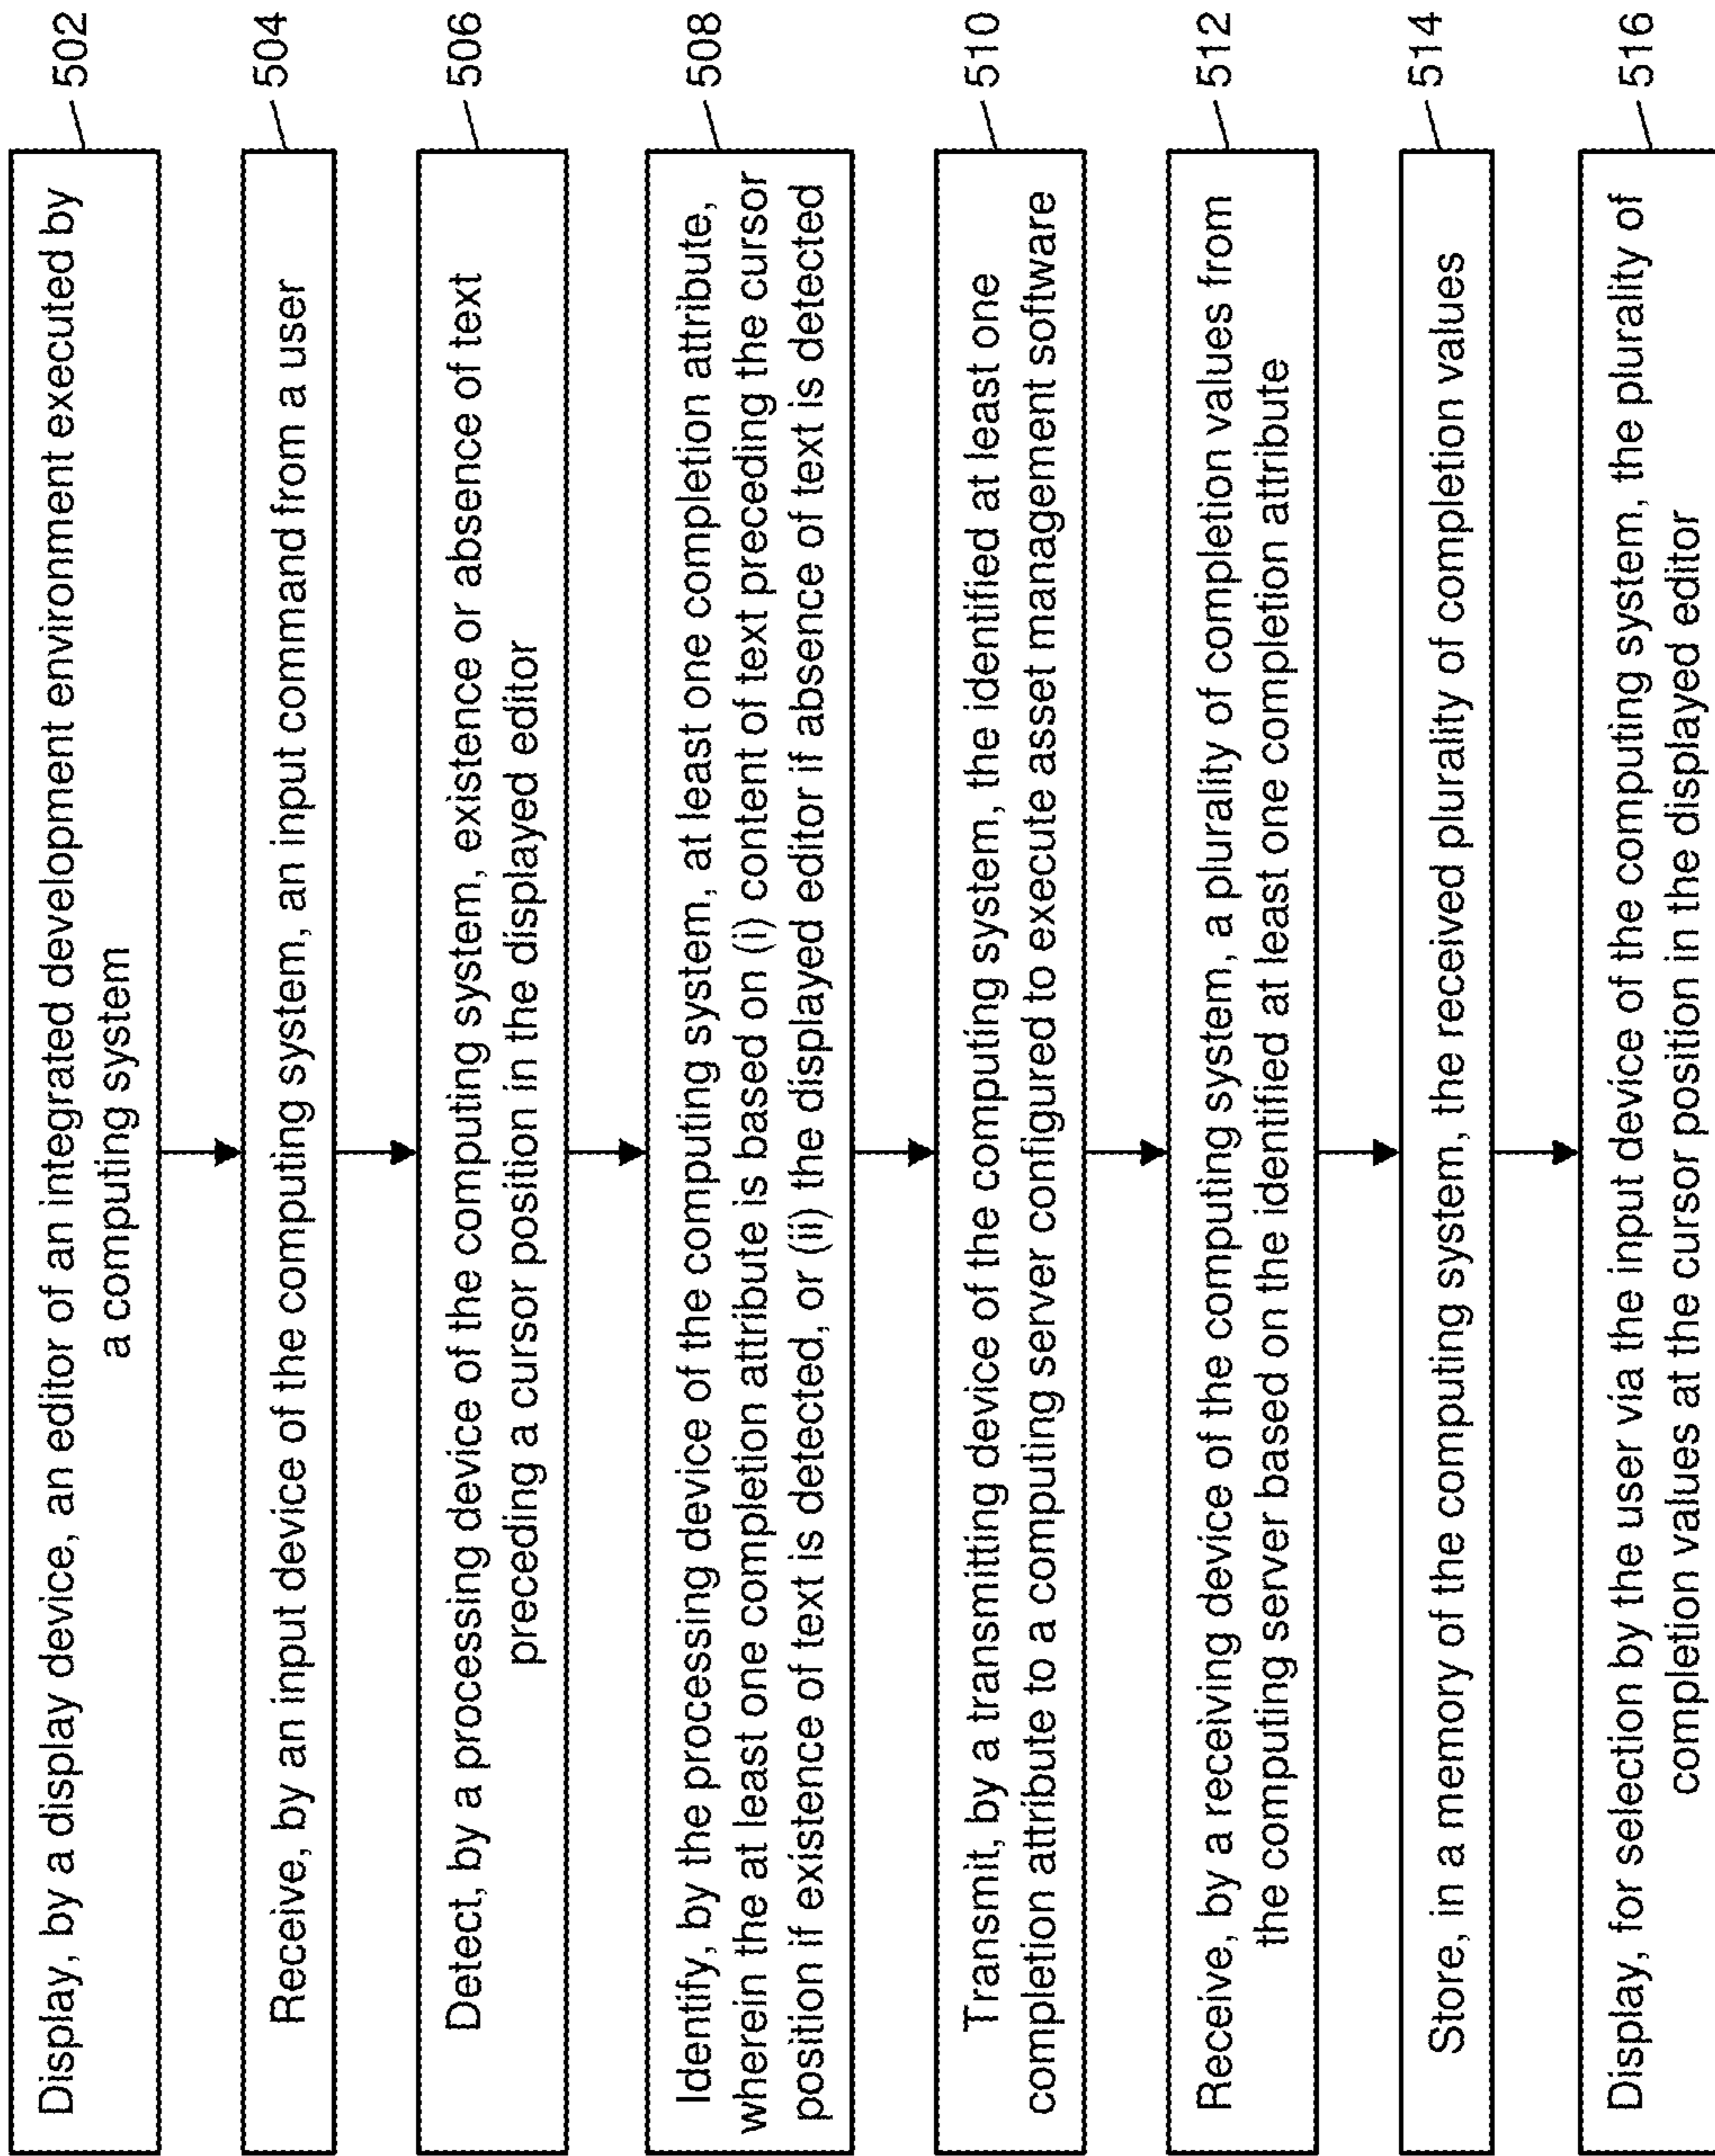 Display, by a display device, an editor of an integrated development environment executed by
a computing system
502
Receive, by an input device of the computing system, an input command from a user
504
Detect, by a processing device of the computing system, existence or absence of text
preceding a cursor position in the displayed editor
506
Identify, by the processing device of the computing system, at least one completion attribute,
wherein the at least one completion attribute is based on (i) content of text preceding the cursor
position if existence of text is detected, or (ii) the displayed editor if absence of text is detected
508
Transmit, by a transmitting device of the computing system, the identified at least one
completion attribute to a computing server configured to execute asset management software
510
Receive, by a receiving device of the computing system, a plurality of completion values from
the computing server based on the identified at least one completion attribute
512
Store, in a memory of the computing system, the received plurality of completion values
514
Display, for selection by the user via the input device of the computing system, the plurality of
completion values at the cursor position in the displayed editor
516